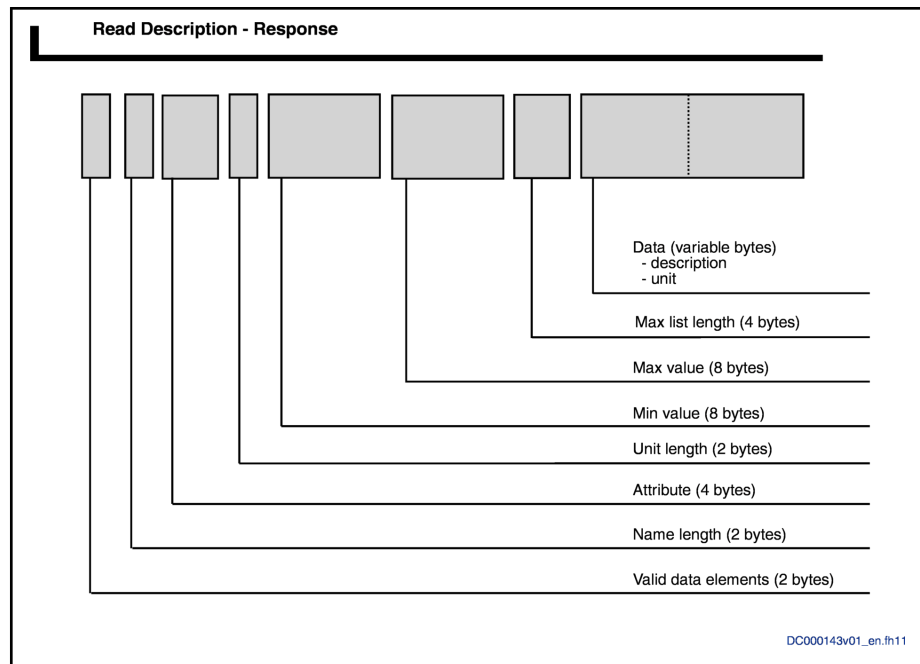 Read Description - Response
Data (variable bytes)
- description
- unit
Max list length (4 bytes)
Max value (8 bytes)
Min value (8 bytes)
Unit length (2 bytes)
Attribute (4 bytes)
Name length (2 bytes)
Valid data elements (2 bytes)
DC000143v01_en.fh11